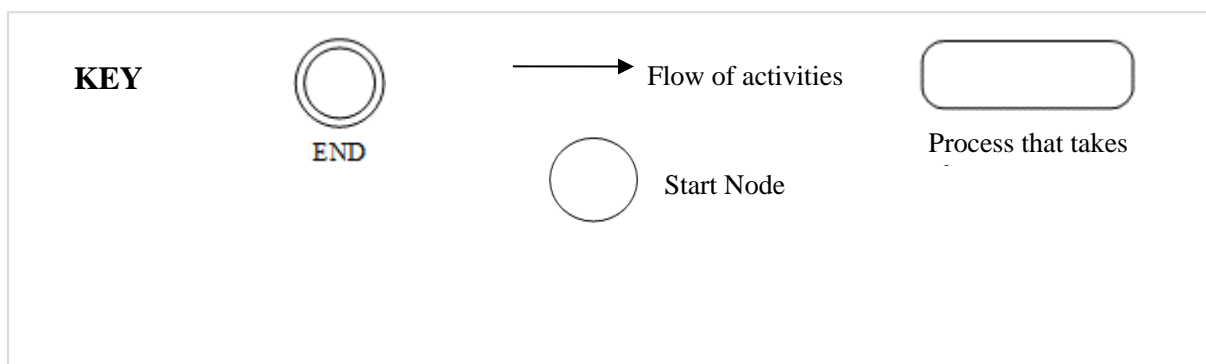 KEY
Flow of activities
END
Process that takes
Start Node